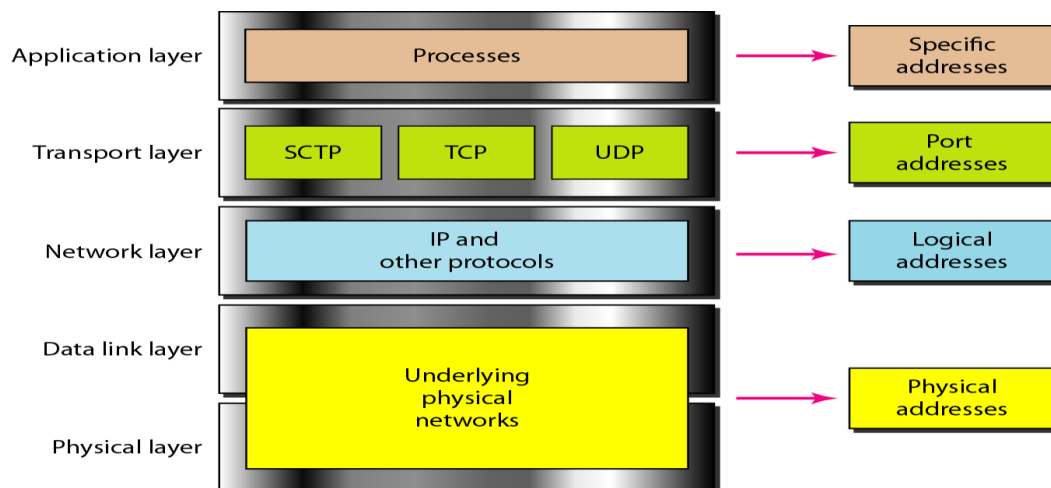 Application layer
Processes
Specific
addresses
Transport layer
SCTP
TCP
UDP
Port
addresses
Network layer
IP and
other protocols
Logical
addresses
Data link layer
Underlying
physical
networks
Physical
addresses
Physical layer